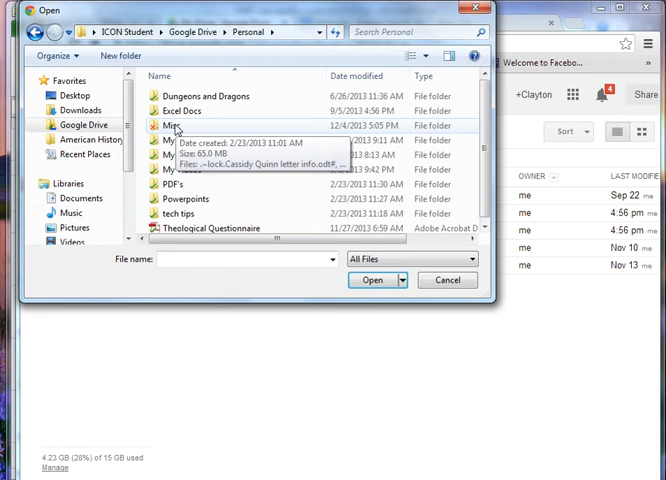 Open
ICON Student ▸ Google Drive ▸ Personal ▸
Search Personal
Organize
New folder
Welcome to Facebo...
Favorites
Desktop
Downloads
Google Drive
American History
Recent Places
Libraries
Documents
Music
Pictures
Videos
Name Date modified Type
Dungeons and Dragons 6/26/2013 11:36 AM File folder
Excel Docs 9/5/2013 4:56 PM File folder
Misc 12/4/2013 5:05 PM File folder
My 2013 9:11 AM File folder
My 2013 8:13 AM File folder
My 2013 9:42 PM File folder
PDF's 2/23/2013 11:30 AM File folder
Powerpoints 2/23/2013 11:27 AM File folder
tech tips 2/23/2013 11:18 AM File folder
Theological Questionnaire 11/27/2013 6:59 AM Adobe Acrobat D
Date created: 2/23/2013 11:01 AM
Size: 65.0 MB
Files: .~lock.Cassidy Quinn letter info.odt#, ...
File name:
All Files
Open
Cancel
+Clayton
4
Share
Sort
OWNER LAST MODIFIE
me Sep 22 me
me 4:56 pm me
me 4:56 pm me
me Nov 10 me
me Nov 13 me
4.23 GB (28%) of 15 GB used
Manage